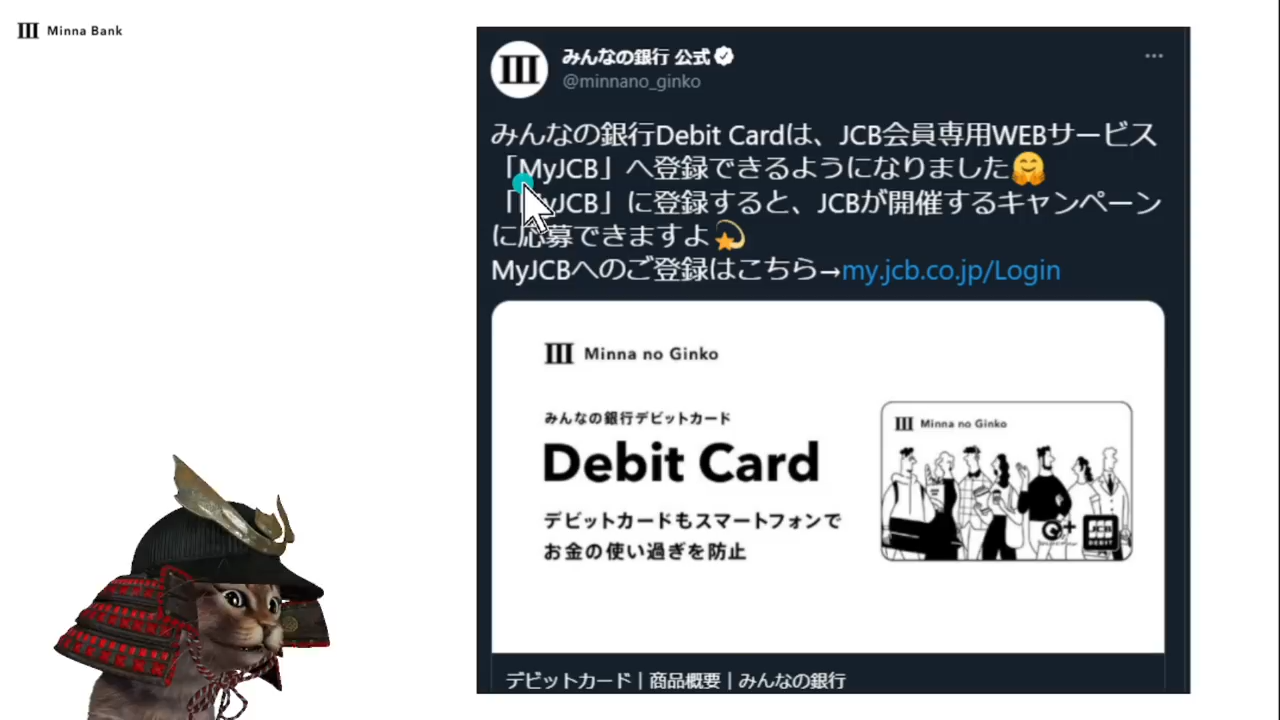 Minna Bank
みんなの銀行 公式
@minnano_ginko
みんなの銀行Debit Cardは、JCB会員専用WEBサービス
「MyJCB」へ登録できるようになりました🤗
「MyJCB」に登録すると、JCBが開催するキャンペーン
に応募できますよ💫
MyJCBへのご登録はこちら→my.jcb.co.jp/Login
Minna no Ginko
みんなの銀行デビットカード
Debit Card
デビットカードもスマートフォンで
お金の使い過ぎを防止
Minna no Ginko
JCB
DEBIT
デビットカード | 商品概要 | みんなの銀行